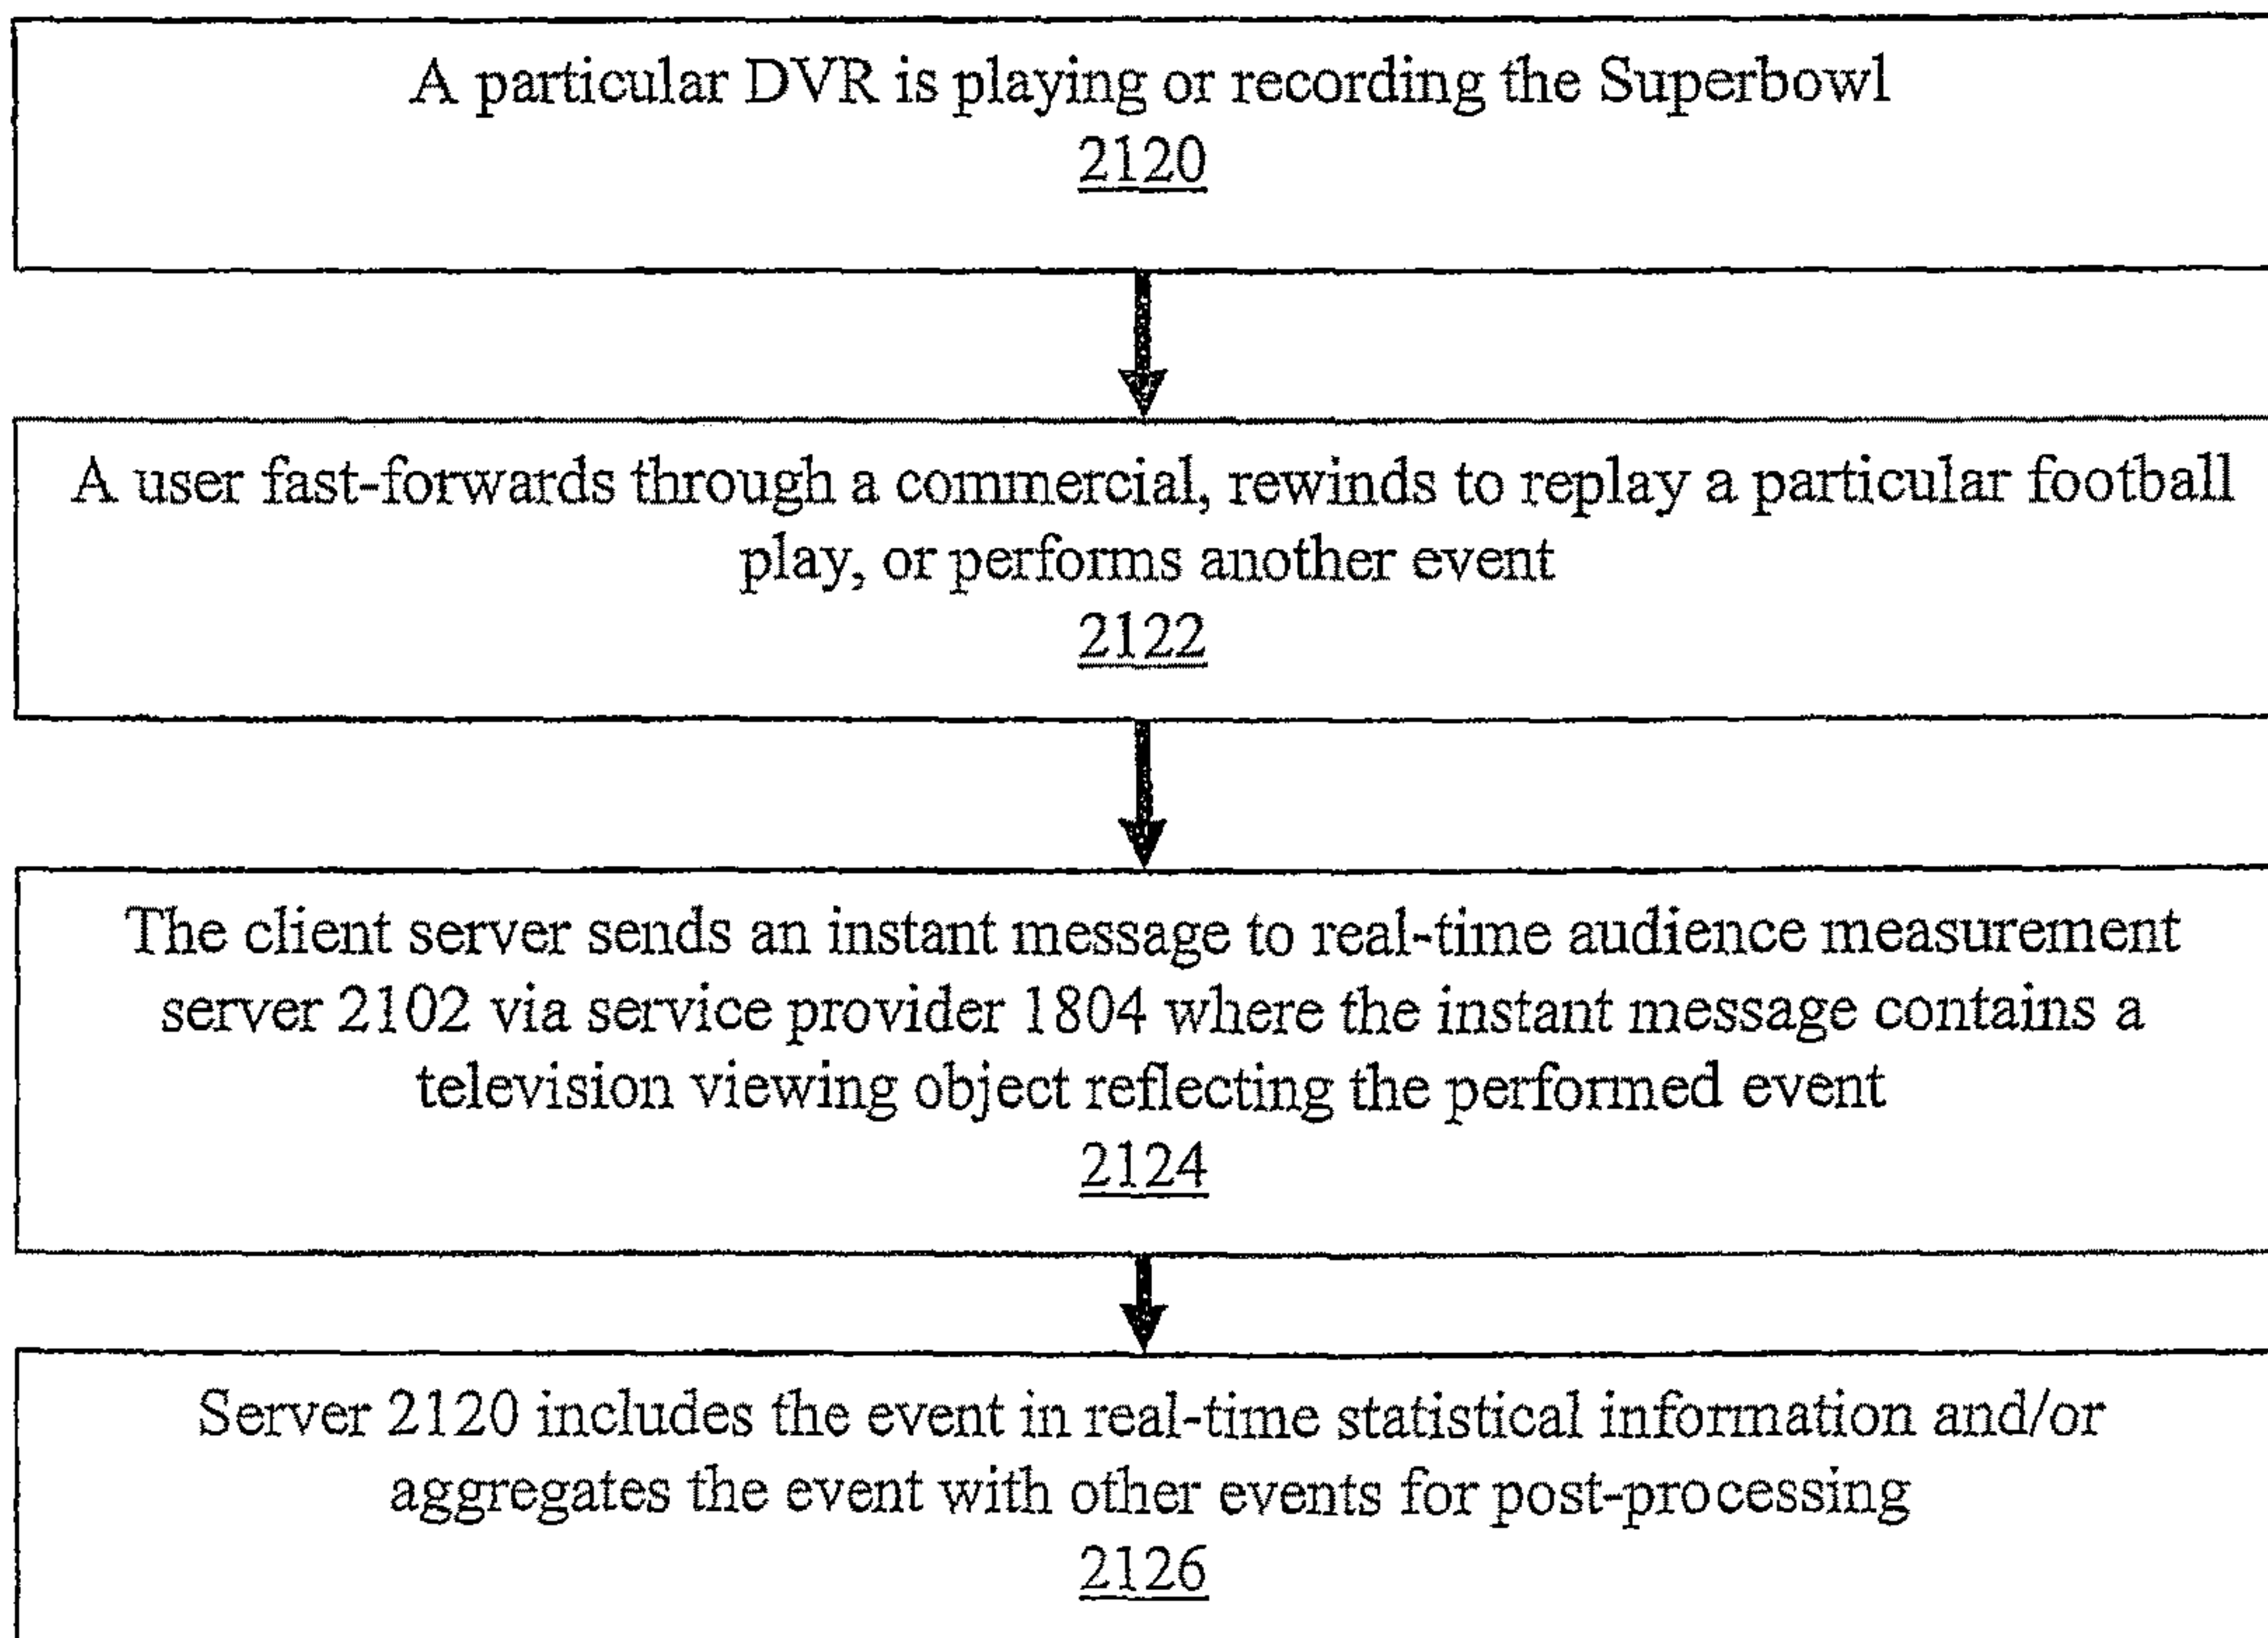 A particular DVR is playing or recording the Superbowl
2120
A user fast-forwards through a commercial, rewinds to replay a particular football
play, or performs another event
2122
The client server sends an instant message to real-time audience measurement
server 2102 via service provider 1804 where the instant message contains a
television viewing object reflecting the performed event
2124
Server 2120 includes the event in real-time statistical information and/or
aggregates the event with other events for post-processing
2126